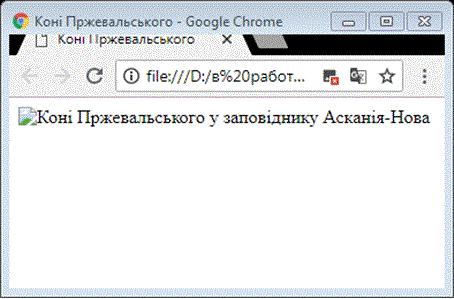 Коні Пржевальського - Google Chrome
Коні Пржевальського
file:///D:/в%20работ...
Коні Пржевальського у заповіднику Асканія-Нова